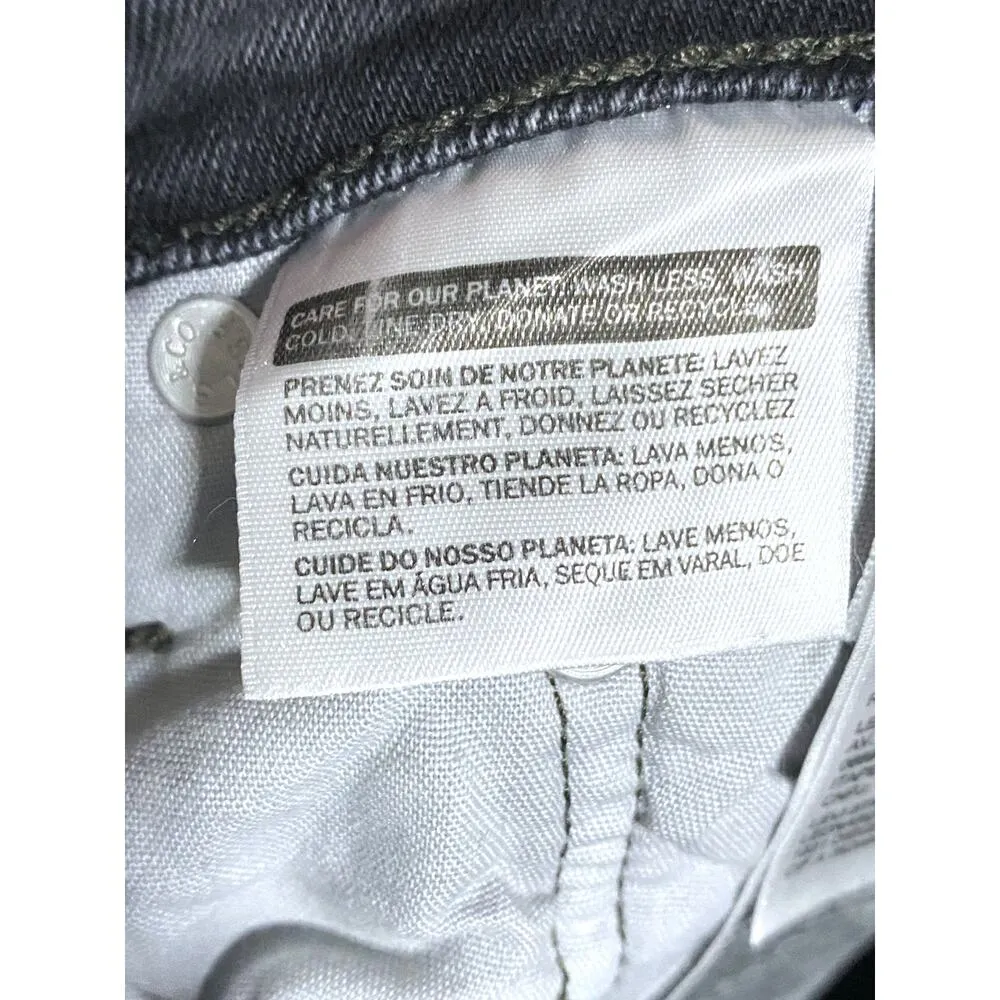 CARE FOR OUR PLANET: WASH LESS, WASH
COLD, LINE DRY, DONATE OR RECYCLE.
PRENEZ SOIN DE NOTRE PLANETE: LAVEZ
MOINS, LAVEZ A FROID, LAISSEZ SECHER
NATURELLEMENT, DONNEZ OU RECYCLEZ
CUIDA NUESTRO PLANETA: LAVA MENOS,
LAVA EN FRIO, TIENDE LA ROPA, DONA O
RECICLA.
CUIDE DO NOSSO PLANETA: LAVE MENOS,
LAVE EM ÁGUA FRIA, SEQUE EM VARAL, DOE
OU RECICLE.
&CO